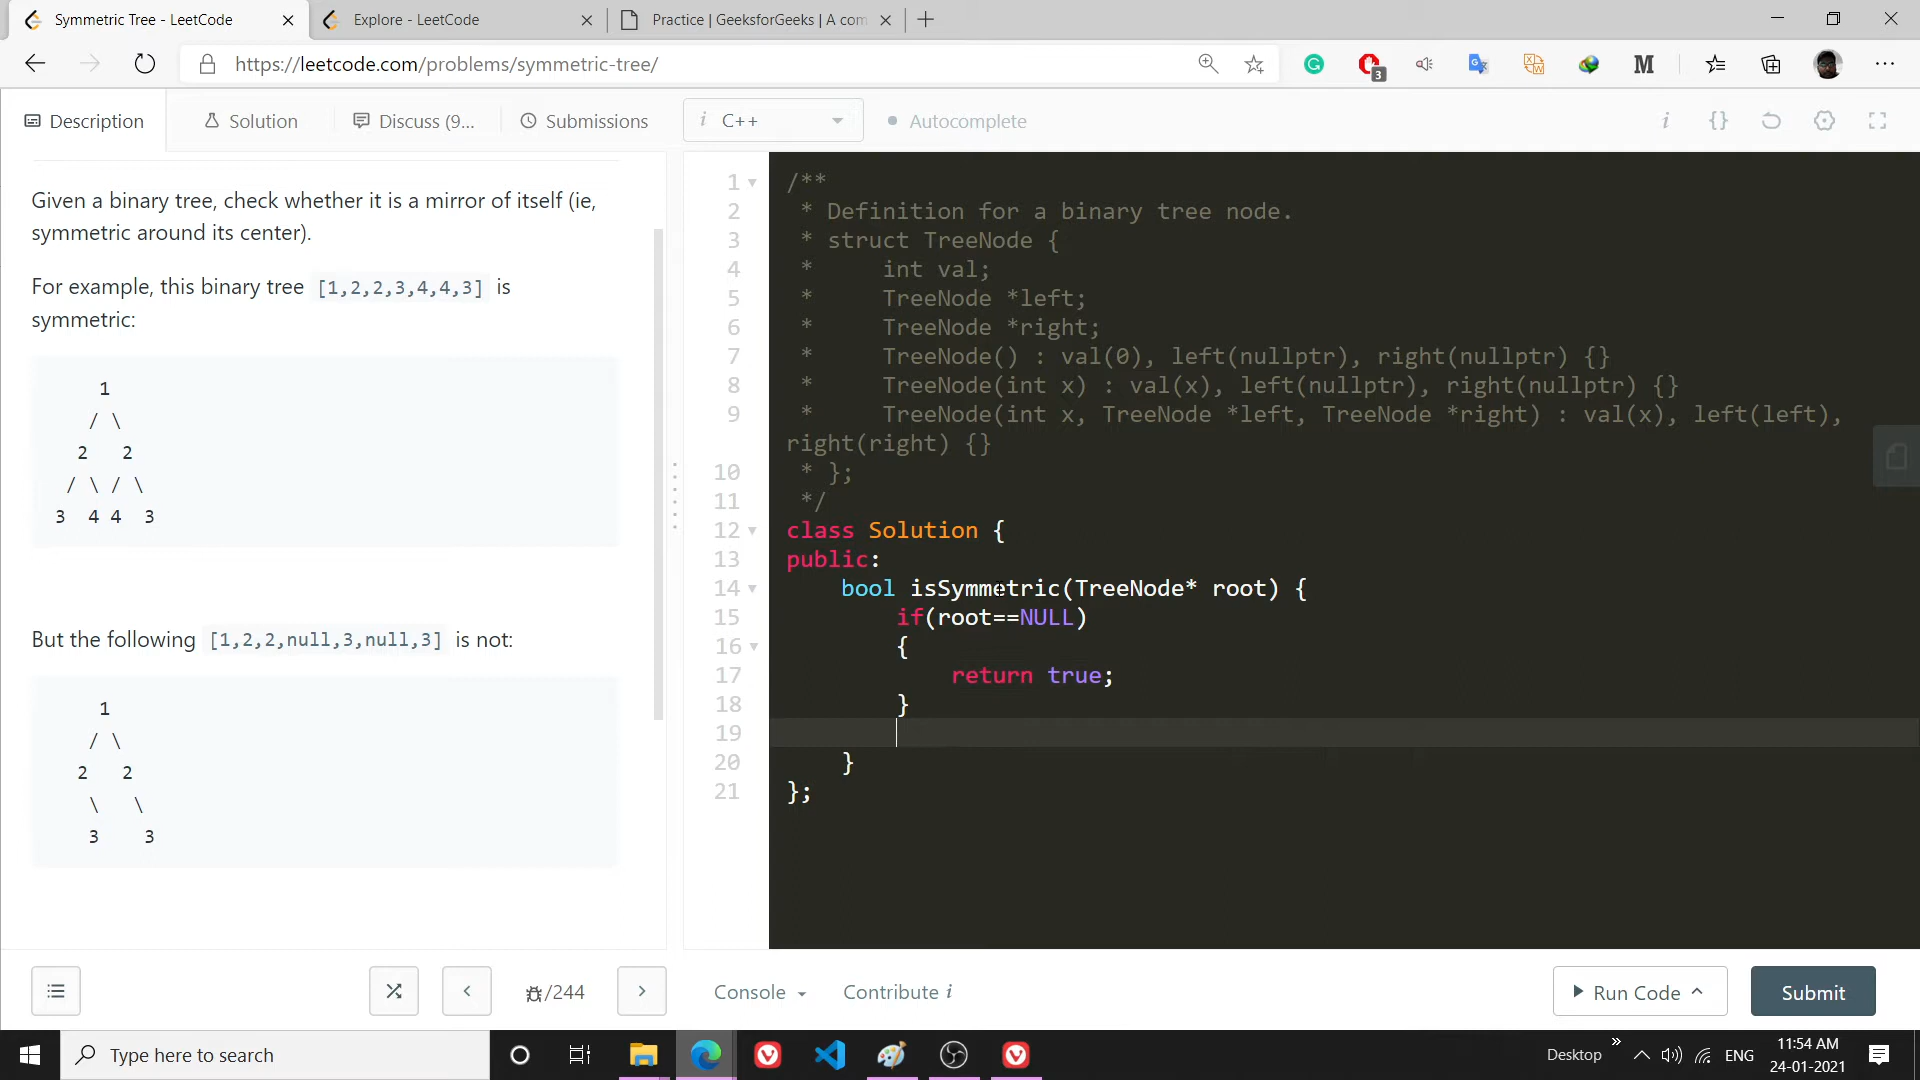 Symmetric Tree - LeetCode
Explore - LeetCode
Practice | GeeksforGeeks | A com
https://leetcode.com/problems/symmetric-tree/
3
M
Description
Solution
Discuss (9...
Submissions
i C++
Autocomplete
i {}
Given a binary tree, check whether it is a mirror of itself (ie,
symmetric around its center).
For example, this binary tree [1,2,2,3,4,4,3] is
symmetric:
1
/ \
2 2
/ \ / \
3 4 4 3
But the following [1,2,2,null,3,null,3] is not:
1
/ \
2 2
\ \
3 3
1 /**
2 * Definition for a binary tree node.
3 * struct TreeNode {
4 * int val;
5 * TreeNode *left;
6 * TreeNode *right;
7 * TreeNode() : val(0), left(nullptr), right(nullptr) {}
8 * TreeNode(int x) : val(x), left(nullptr), right(nullptr) {}
9 * TreeNode(int x, TreeNode *left, TreeNode *right) : val(x), left(left),
right(right) {}
10 * };
11 */
12 class Solution {
13 public:
14 bool isSymmetric(TreeNode* root) {
15 if(root==NULL)
16 {
17 return true;
18 }
19
20 }
21 };
/244
Console
Contribute i
Run Code
Submit
Type here to search
Desktop
ENG
11:54 AM
24-01-2021